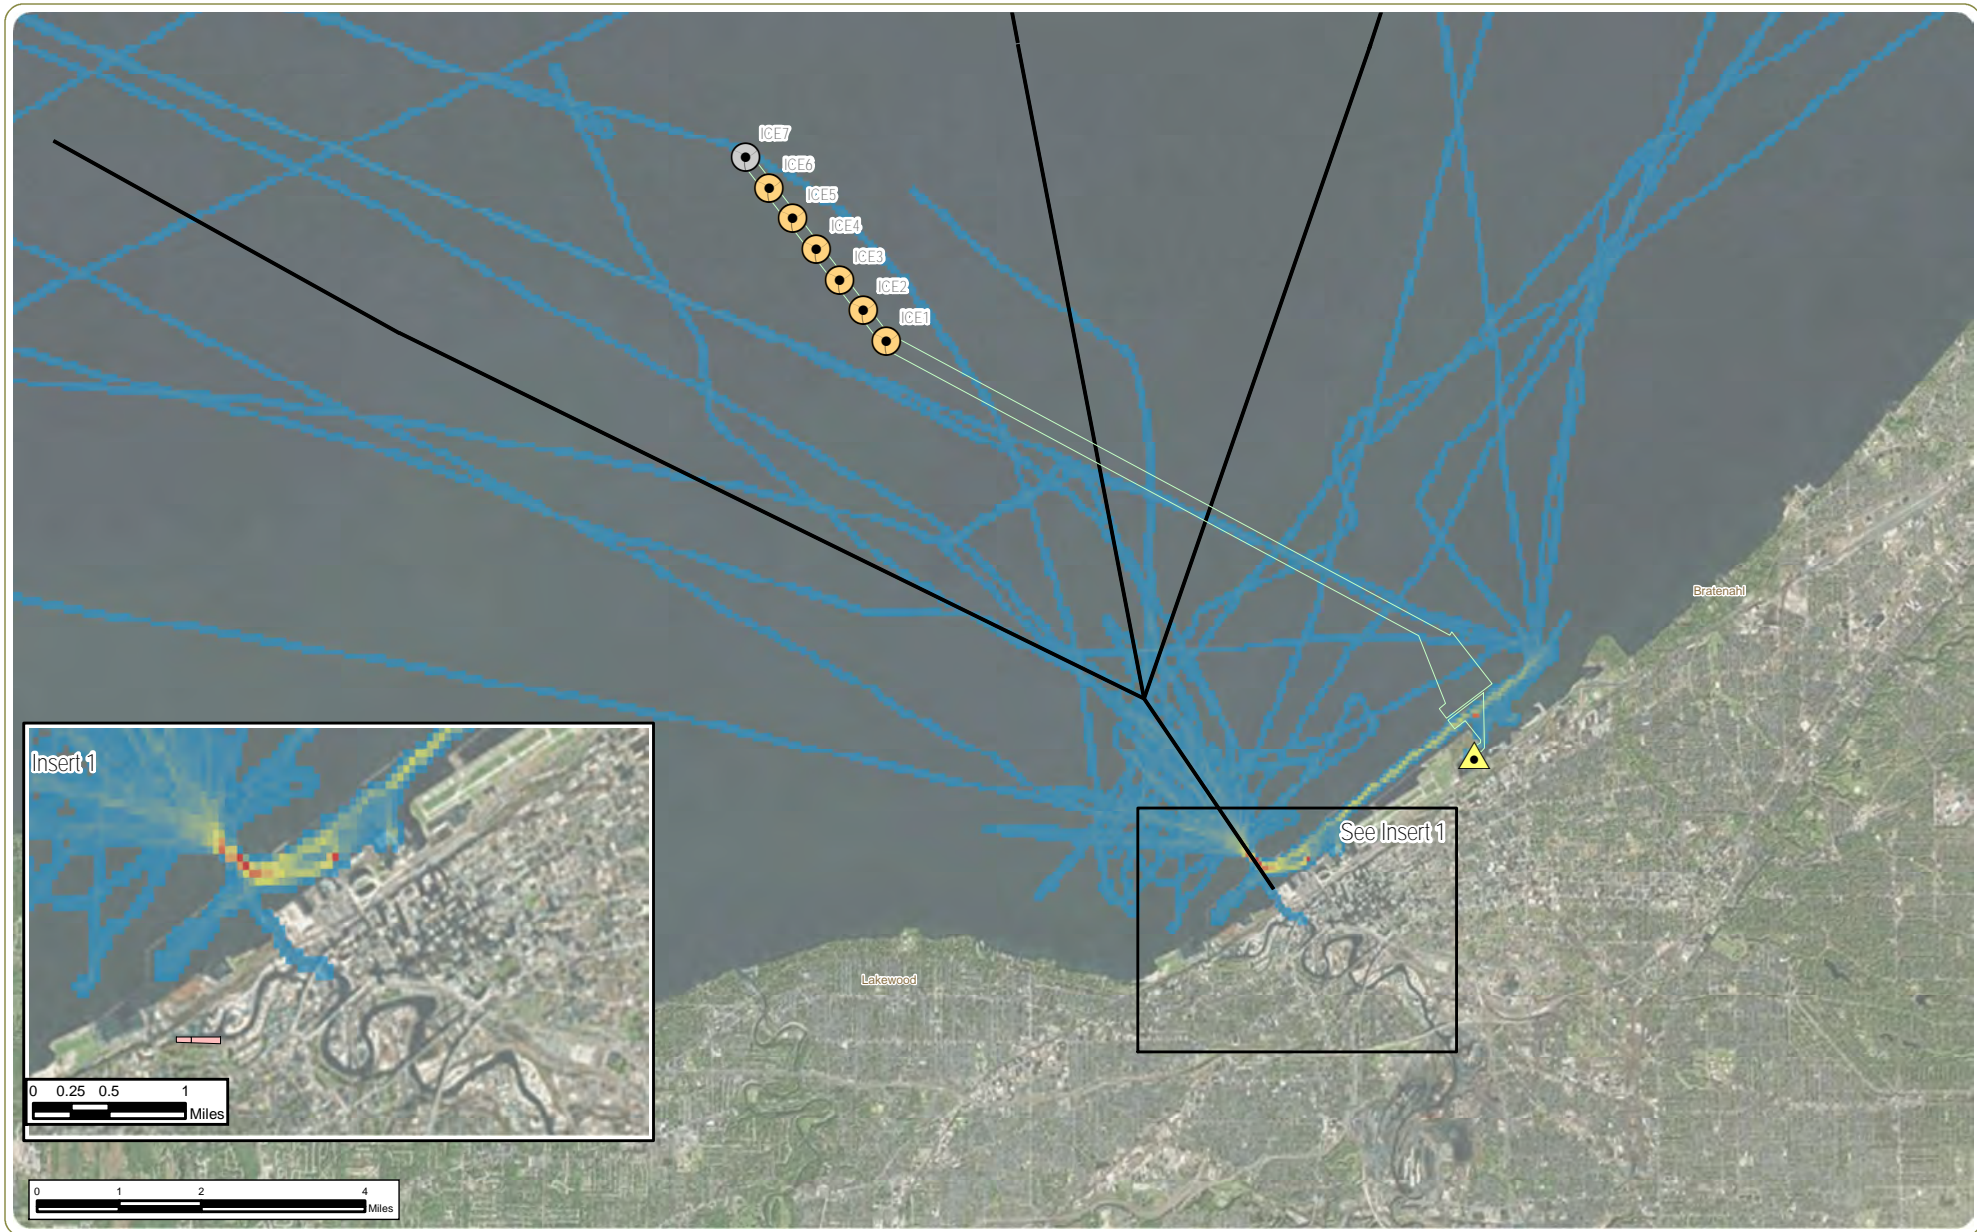 ICE7
ICE6
ICE5
ICE4
ICE3
ICE2
ICE1
Bratenahl
Insert 1
See Insert 1
Lakewood
0 0.25 0.5 1
Miles
0 1 2 4
Miles